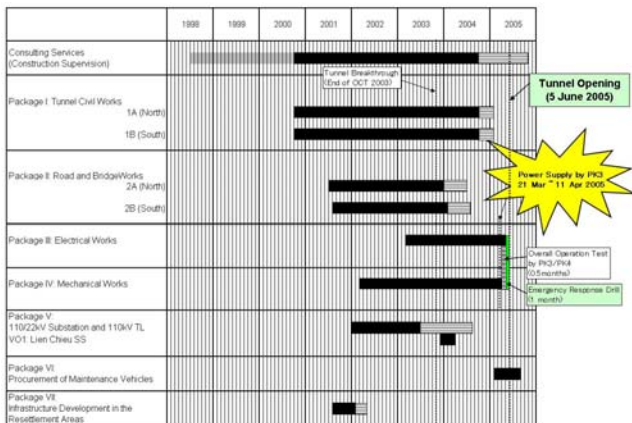 1998 1999 2000 2001 2002 2003 2004 2005
Consulting Services
(Construction Supervision)
Tunnel Breakthrough
(End of OCT 2003)
Tunnel Opening
(5 June 2005)
Package I: Tunnel Civil Works
1A (North)
1B (South)
Package II: Road and BridgeWorks
2A (North)
2B (South)
Power Supply by PK3
21 Mar ~ 11 Apr 2005
Package III: Electrical Works
Overall Operation Test
by PK3/PK4
(0.5months)
Package IV: Mechanical Works
Emergency Response Drill
(1 month)
Package V:
110/22kV Substation and 110kV TL
VO1: Lien Chieu SS
Package VI:
Procurement of Maintenance Vehicles
Package VII:
Infrastructure Development in the
Resettlement Areas